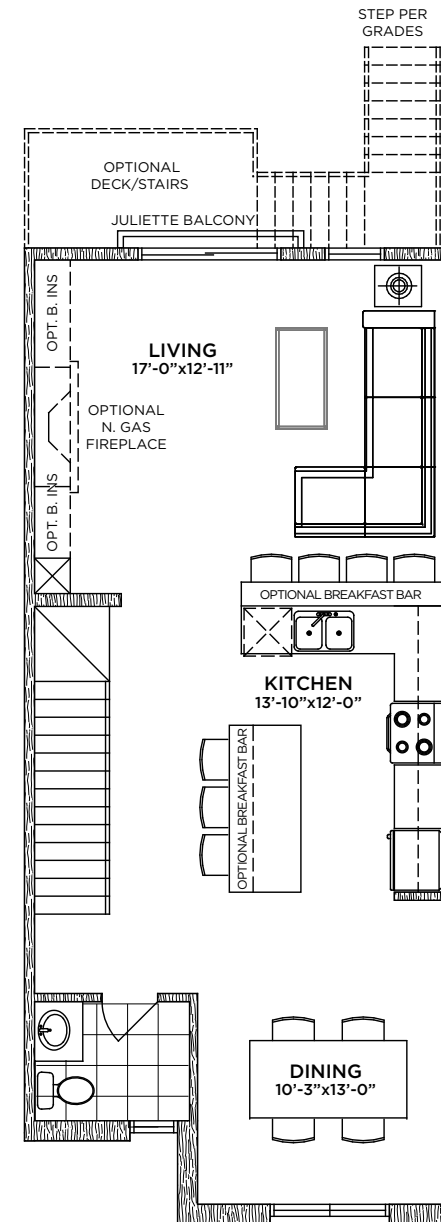 STEP PER
GRADES
OPTIONAL
DECK/STAIRS
JULIETTE BALCONY
OPT. B. INS
LIVING
17'-0"x12'-11"
OPTIONAL
N. GAS
FIREPLACE
OPT. B. INS
OPTIONAL BREAKFAST BAR
KITCHEN
13'-10"x12'-0"
OPTIONAL BREAKFAST BAR
DINING
10'-3"x13'-0"